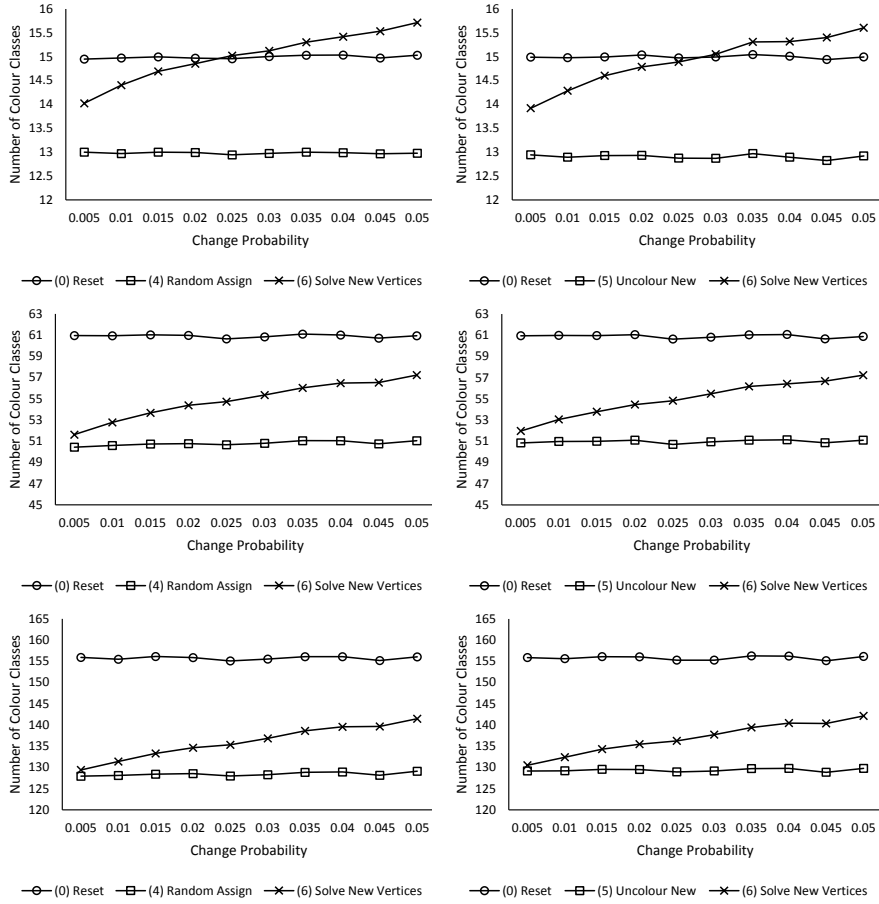 Number of Colour Classes
16
15.5
15
14.5
14
13.5
13
12.5
12
0.005 0.01 0.015 0.02 0.025 0.03 0.035 0.04 0.045 0.05
Change Probability
(0) Reset (4) Random Assign (6) Solve New Vertices
Number of Colour Classes
16
15.5
15
14.5
14
13.5
13
12.5
12
0.005 0.01 0.015 0.02 0.025 0.03 0.035 0.04 0.045 0.05
Change Probability
(0) Reset (5) Uncolour New (6) Solve New Vertices
Number of Colour Classes
63
61
59
57
55
53
51
49
47
45
0.005 0.01 0.015 0.02 0.025 0.03 0.035 0.04 0.045 0.05
Change Probability
(0) Reset (4) Random Assign (6) Solve New Vertices
Number of Colour Classes
63
61
59
57
55
53
51
49
47
45
0.005 0.01 0.015 0.02 0.025 0.03 0.035 0.04 0.045 0.05
Change Probability
(0) Reset (5) Uncolour New (6) Solve New Vertices
Number of Colour Classes
165
160
155
150
145
140
135
130
125
120
0.005 0.01 0.015 0.02 0.025 0.03 0.035 0.04 0.045 0.05
Change Probability
(0) Reset (4) Random Assign (6) Solve New Vertices
Number of Colour Classes
165
160
155
150
145
140
135
130
125
120
0.005 0.01 0.015 0.02 0.025 0.03 0.035 0.04 0.045 0.05
Change Probability
(0) Reset (5) Uncolour New (6) Solve New Vertices